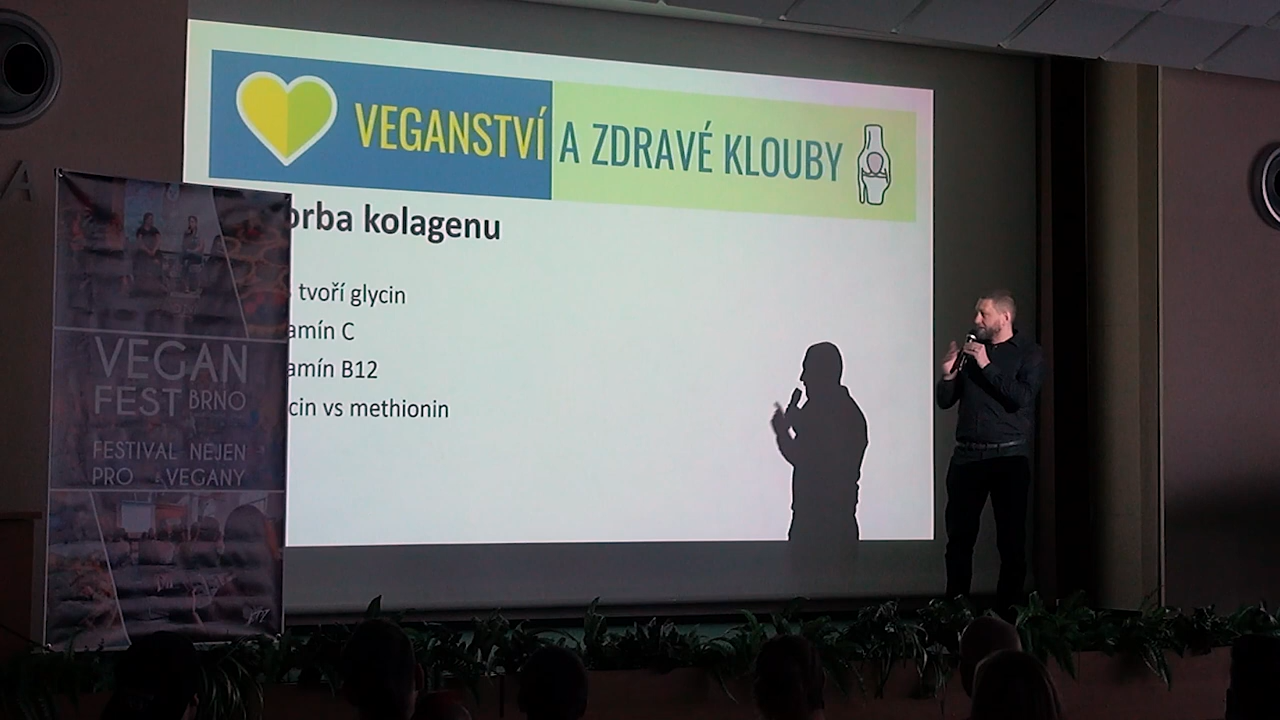 VEGANSTVÍ A ZDRAVÉ KLOUBY
orba kolagenu
tvoří glycin
amín C
amín B12
cin vs methionin
VEGAN
FEST BRNO
FESTIVAL NEJEN
PRO VEGANY
A